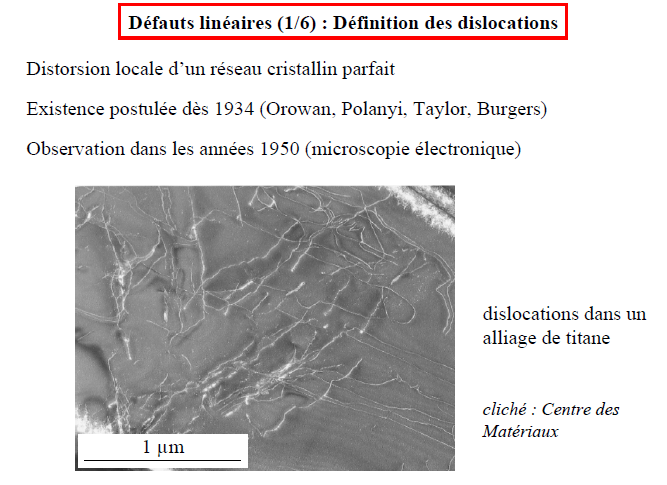 Défauts linéaires (1/6) : Définition des dislocations
Distorsion locale d’un réseau cristallin parfait
Existence postulée dès 1934 (Orowan, Polanyi, Taylor, Burgers)
Observation dans les années 1950 (microscopie électronique)
dislocations dans un
alliage de titane
cliché : Centre des
Matériaux
1 µm